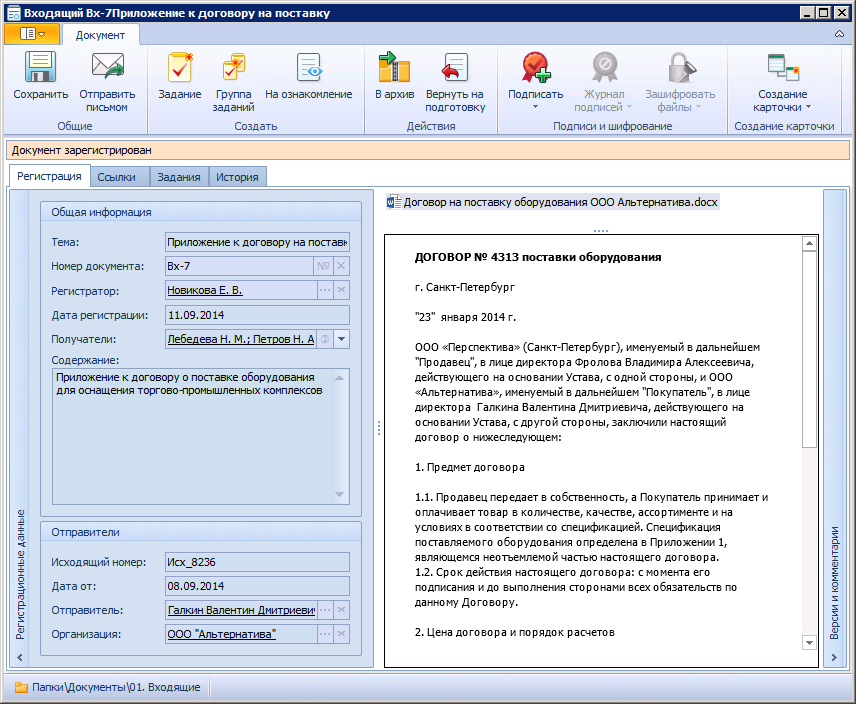 Входящий Вх-7Приложение к договору на поставку
Документ
Сохранить
Отправить
письмом
Задание
Группа
заданий
На ознакомление
В архив
Вернуть на
подготовку
Подписать
Журнал
подписей
Зашифровать
файлы
Создание
карточки
Общие
Создать
Действия
Подписи и шифрование
Создание карточки
Документ зарегистрирован
Регистрация
Ссылки
Задания
История
Регистрационные данные
Общая информация
Тема:
Приложение к договору на поставк
Номер документа:
Вх-7
№
Регистратор:
Новикова Е. В.
Дата регистрации:
11.09.2014
Получатели:
Лебедева Н. М.; Петров Н. А
Содержание:
Приложение к договору о поставке оборудования
для оснащения торгово-промышленных комплексов
Отправители
Исходящий номер:
Исх_8236
Дата от:
08.09.2014
Отправитель:
Галкин Валентин Дмитриевич
Организация:
ООО "Альтернатива"
Договор на поставку оборудования ООО Альтернатива.docx
ДОГОВОР № 4313 поставки оборудования
г. Санкт-Петербург
"23" января 2014 г.
ООО «Перспектива» (Санкт-Петербург), именуемый в дальнейшем
"Продавец", в лице директора Фролова Владимира Алексеевича,
действующего на основании Устава, с одной стороны, и ООО
«Альтернатива», именуемый в дальнейшем "Покупатель", в лице
директора Галкина Валентина Дмитриевича, действующего на
основании Устава, с другой стороны, заключили настоящий
договор о нижеследующем:
1. Предмет договора
1.1. Продавец передает в собственность, а Покупатель принимает и
оплачивает товар в количестве, качестве, ассортименте и на
условиях в соответствии со спецификацией. Спецификация
поставляемого оборудования определена в Приложении 1,
являющемся неотъемлемой частью настоящего договора.
1.2. Срок действия настоящего договора: с момента его
подписания и до выполнения сторонами всех обязательств по
данному Договору.
2. Цена договора и порядок расчетов
Версии и комментарии
Папки\Документы\01. Входящие